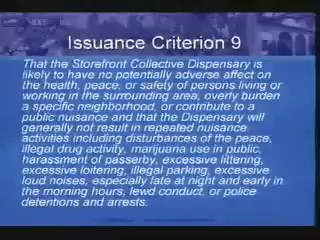 Issuance Criterion 9
That the Storefront Collective Dispensary is
likely to have no potentially adverse affect on
the health, peace, or safety of persons living or
working in the surrounding area, overly burden
a specific neighborhood, or contribute to a
public nuisance and that the Dispensary will
generally not result in repeated nuisance
activities including disturbances of the peace,
illegal drug activity, marijuana use in public,
harassment of passerby, excessive littering,
excessive loitering, illegal parking, excessive
loud noises, especially late at night and early in
the morning hours, lewd conduct, or police
detentions and arrests.